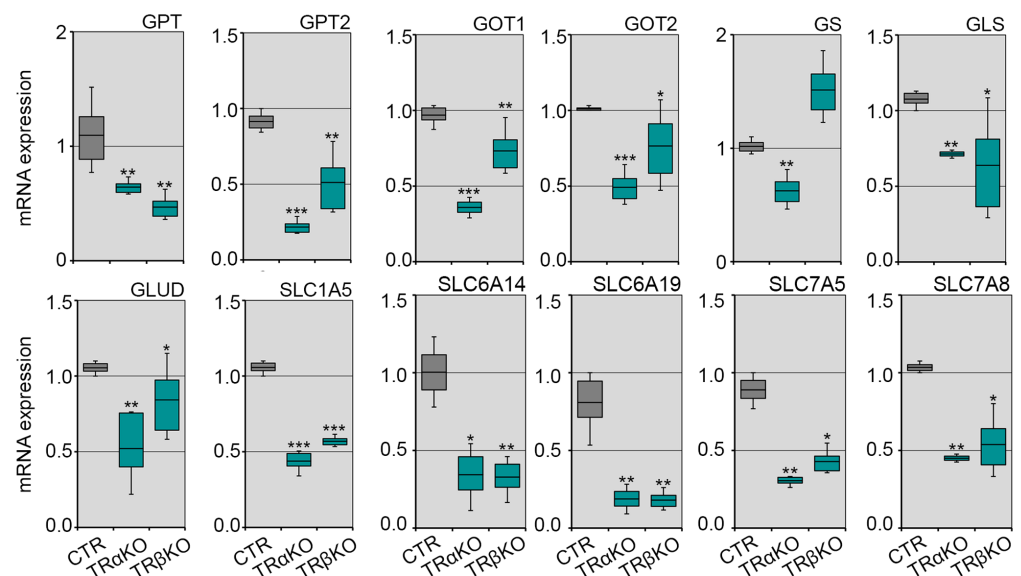 GPT GPT2 GOT1 GOT2 GS GLS
mRNA expression
2 1.5 1.5 1.5 2 1.5
1 1.0 1.0 1.0 1 1.0
0.5 0.5 0.5 0.5
0 0.0 0.0 0.0 0 0.0
** ** *** ** *** ** *** * ** ** *
GLUD SLC1A5 SLC6A14 SLC6A19 SLC7A5 SLC7A8
mRNA expression
1.5 1.5 1.5 1.5 1.5 1.5
1.0 1.0 1.0 1.0 1.0 1.0
0.5 0.5 0.5 0.5 0.5 0.5
0.0 0.0 0.0 0.0 0.0 0.0
** * *** *** * ** ** ** ** * ** *
CTR TRαKO TRβKO CTR TRαKO TRβKO CTR TRαKO TRβKO CTR TRαKO TRβKO CTR TRαKO TRβKO CTR TRαKO TRβKO